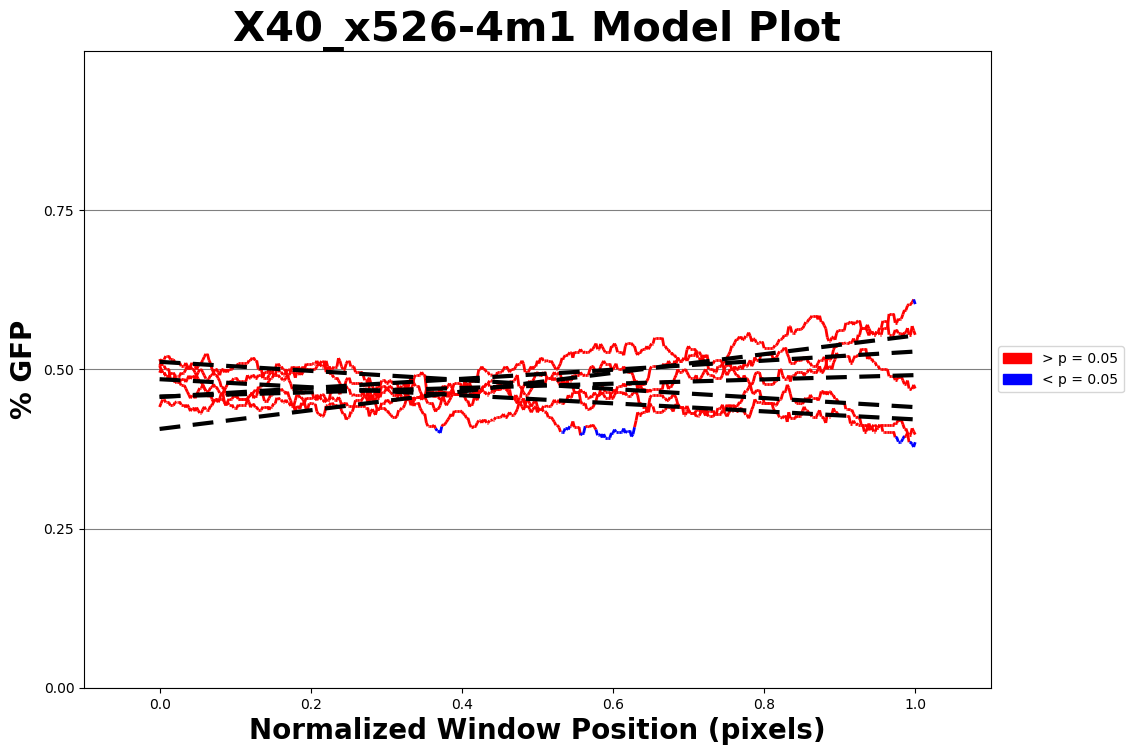 X40_x526-4m1 Model Plot
% GFP
0.75
0.50
0.25
0.00
0.0 0.2 0.4 0.6 0.8 1.0
Normalized Window Position (pixels)
> p = 0.05
< p = 0.05